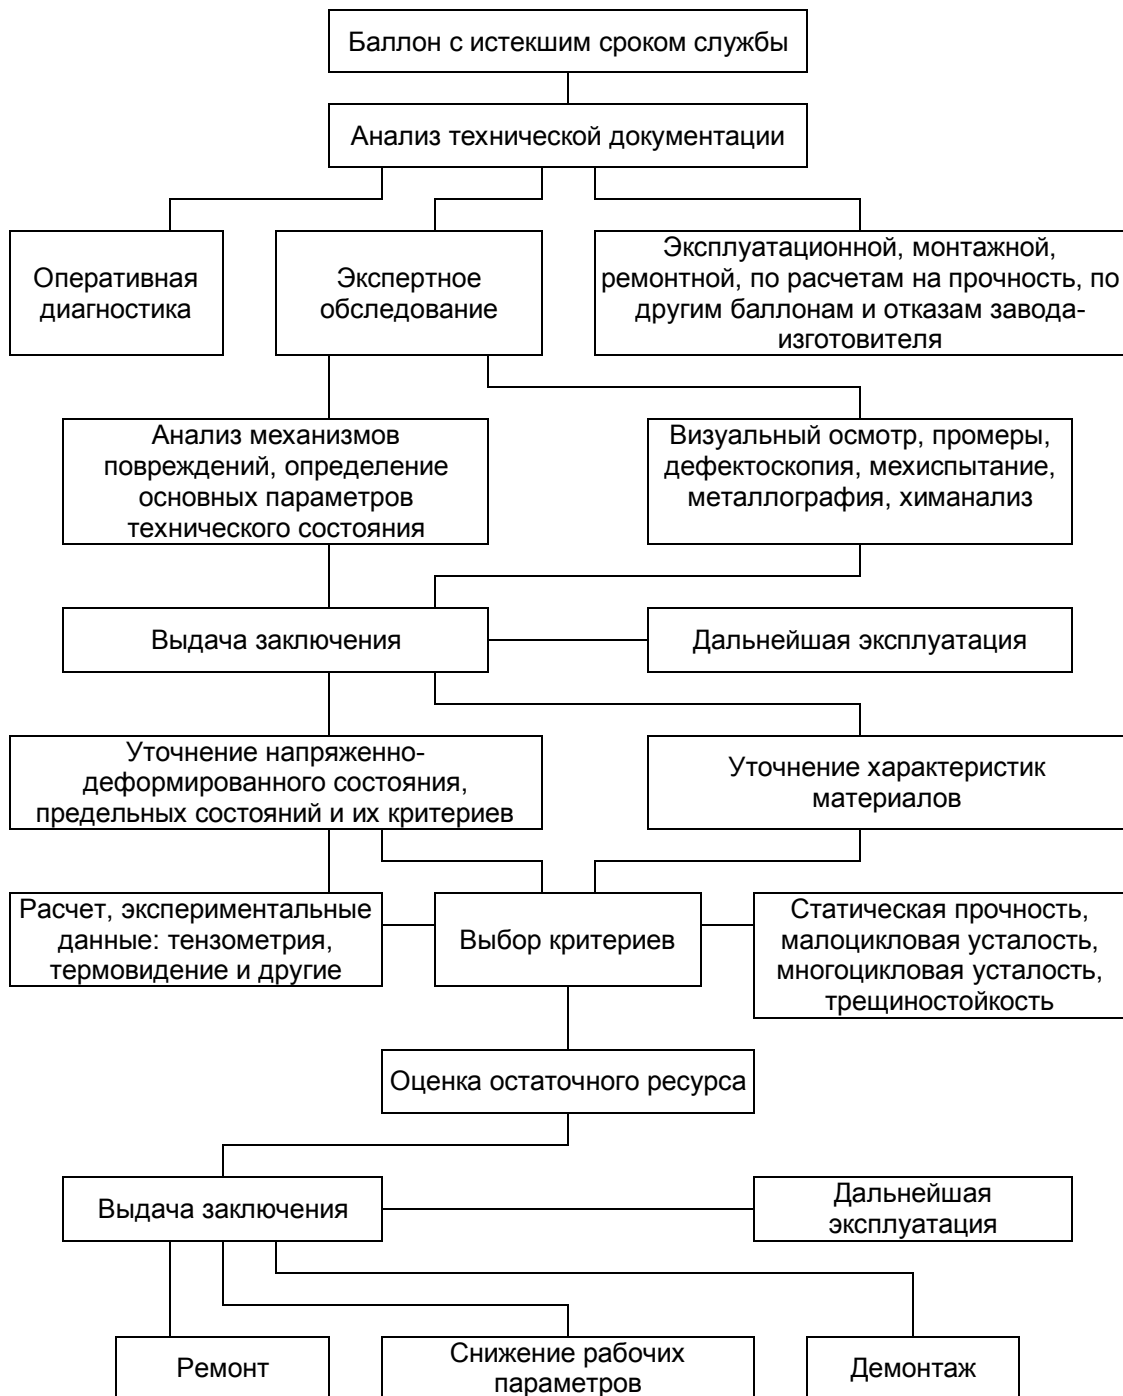 Баллон с истекшим сроком службы
Анализ технической документации
Оперативная
диагностика
Экспертное
обследование
Эксплуатационной, монтажной,
ремонтной, по расчетам на прочность, по
другим баллонам и отказам завода-
изготовителя
Анализ механизмов
повреждений, определение
основных параметров
технического состояния
Визуальный осмотр, промеры,
дефектоскопия, мехиспытание,
металлография, химанализ
Выдача заключения
Дальнейшая эксплуатация
Уточнение напряженно-
деформированного состояния,
предельных состояний и их критериев
Уточнение характеристик
материалов
Расчет, экспериментальные
данные: тензометрия,
термовидение и другие
Выбор критериев
Статическая прочность,
малоцикловая усталость,
многоцикловая усталость,
трещиностойкость
Оценка остаточного ресурса
Выдача заключения
Дальнейшая
эксплуатация
Ремонт
Снижение рабочих
параметров
Демонтаж